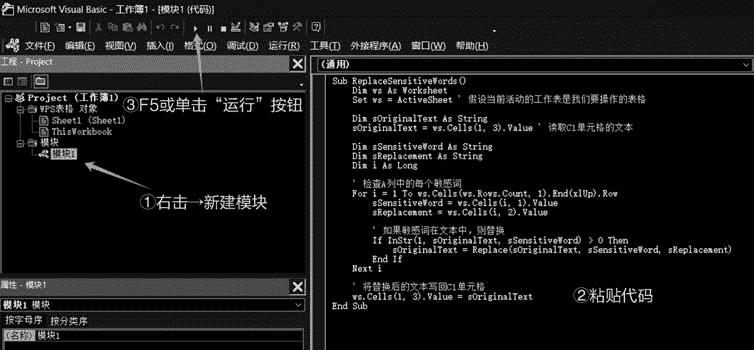 Microsoft Visual Basic - 工作簿1 - [模块1 (代码)]
文件(F) 编辑(E) 视图(V) 插入(I) 格式(O) 调试(D) 运行(R) 工具(T) 外接程序(A) 窗口(W) 帮助(H)
工程 - Project
Project (工作簿1)
WPS表格 对象
Sheet1 (Sheet1)
ThisWorkbook
模块
模块1
③F5或单击“运行”按钮
①右击→新建模块
属性 - 模块1
模块1 模块
按字母序 按分类序
(名称) 模块1
(通用)
Sub ReplaceSensitiveWords()
Dim ws As Worksheet
Set ws = ActiveSheet ' 假设当前活动的工作表是我们要操作的表格
Dim sOriginalText As String
sOriginalText = ws.Cells(1, 3).Value ' 读取C1单元格的文本
Dim sSensitiveWord As String
Dim sReplacement As String
Dim i As Long
' 检查A列中的每个敏感词
For i = 1 To ws.Cells(ws.Rows.Count, 1).End(xlUp).Row
sSensitiveWord = ws.Cells(i, 1).Value
sReplacement = ws.Cells(i, 2).Value
' 如果敏感词在文本中，则替换
If InStr(1, sOriginalText, sSensitiveWord) > 0 Then
sOriginalText = Replace(sOriginalText, sSensitiveWord, sReplacement)
End If
Next i
' 将替换后的文本写回C1单元格
ws.Cells(1, 3).Value = sOriginalText
End Sub
②粘贴代码